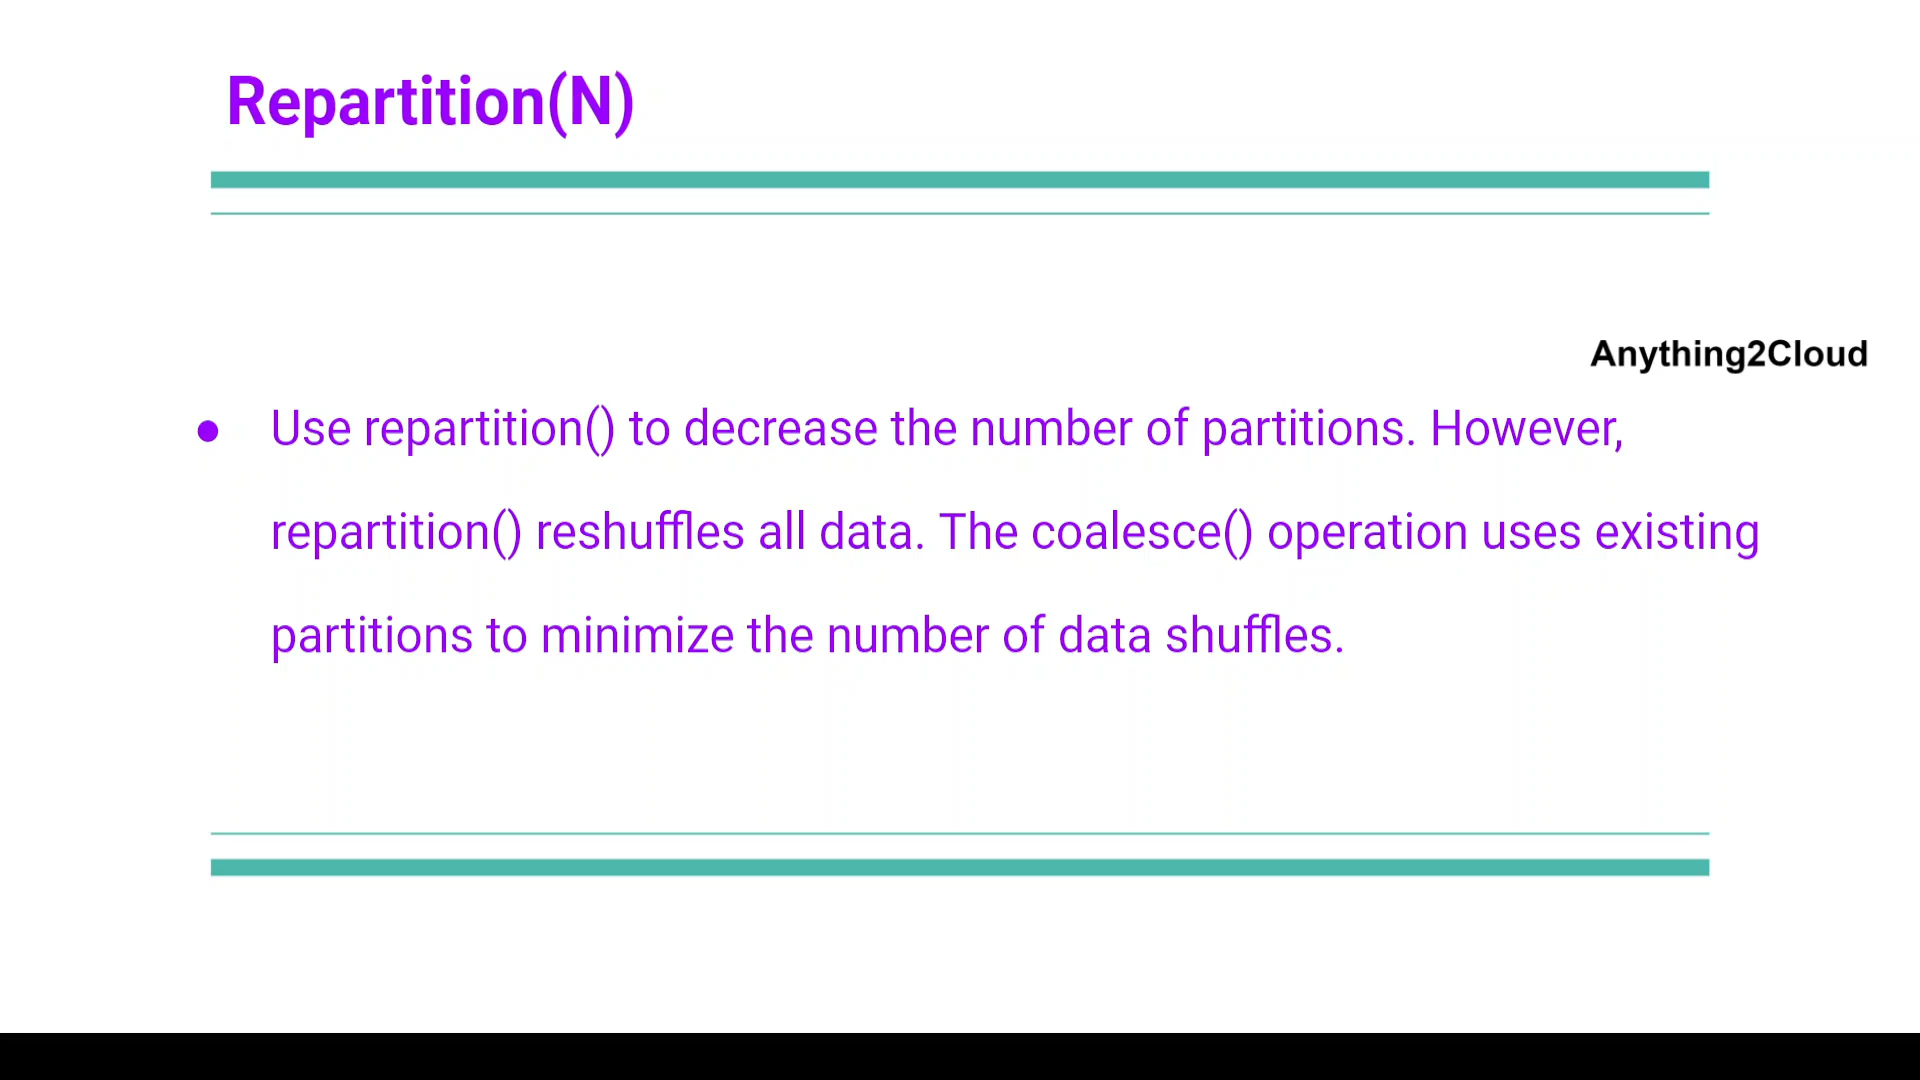 Repartition(N)
Anything2Cloud
● Use repartition() to decrease the number of partitions. However,
repartition() reshuffles all data. The coalesce() operation uses existing
partitions to minimize the number of data shuffles.